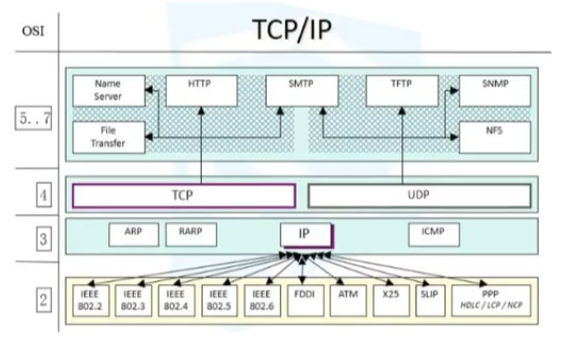 OSI
TCP/IP
5..7
Name
Server
HTTP
SMTP
TFTP
SNMP
File
Transfer
NFS
4
TCP
UDP
3
ARP
RARP
IP
ICMP
2
IEEE
802.2
IEEE
802.3
IEEE
802.4
IEEE
802.5
IEEE
802.6
FDDI
ATM
X25
SLIP
PPP
HDLC / LCP / NCP